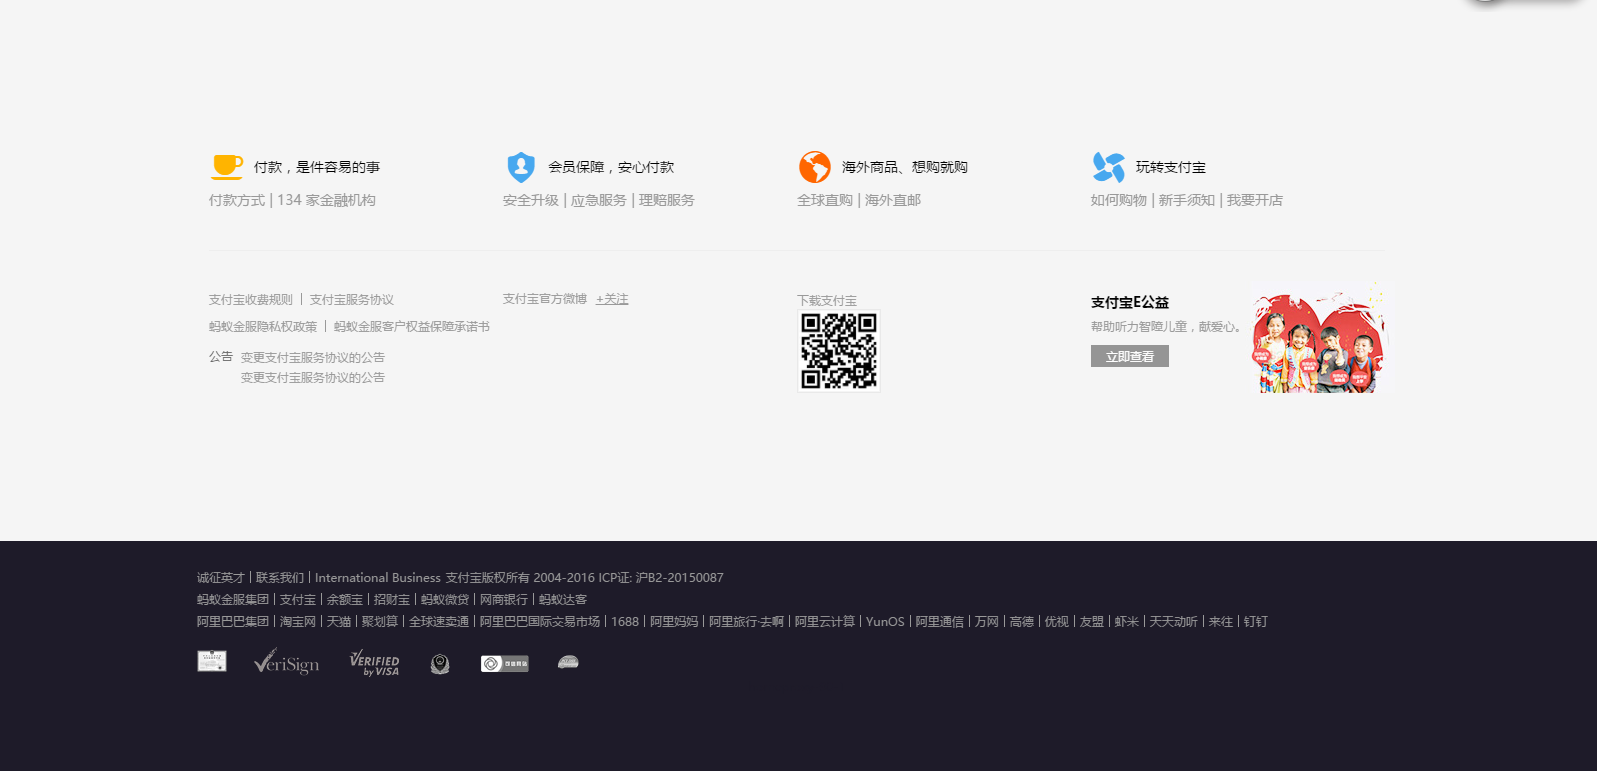 付款，是件容易的事
付款方式 | 134 家金融机构
会员保障，安心付款
安全升级 | 应急服务 | 理赔服务
海外商品、想购就购
全球直购 | 海外直邮
玩转支付宝
如何购物 | 新手须知 | 我要开店
支付宝收费规则 | 支付宝服务协议
蚂蚁金服隐私权政策 | 蚂蚁金服客户权益保障承诺书
公告 变更支付宝服务协议的公告
变更支付宝服务协议的公告
支付宝官方微博 +关注
下载支付宝
支付宝E公益
帮助听力智障儿童，献爱心。
立即查看
诚征英才 | 联系我们 | International Business 支付宝版权所有 2004-2016 ICP证: 沪B2-20150087
蚂蚁金服集团 | 支付宝 | 余额宝 | 招财宝 | 蚂蚁微贷 | 网商银行 | 蚂蚁达客
阿里巴巴集团 | 淘宝网 | 天猫 | 聚划算 | 全球速卖通 | 阿里巴巴国际交易市场 | 1688 | 阿里妈妈 | 阿里旅行·去啊 | 阿里云计算 | YunOS | 阿里通信 | 万网 | 高德 | 优视 | 友盟 | 虾米 | 天天动听 | 来往 | 钉钉
VeriSign
VERIFIED
by VISA
可信网站